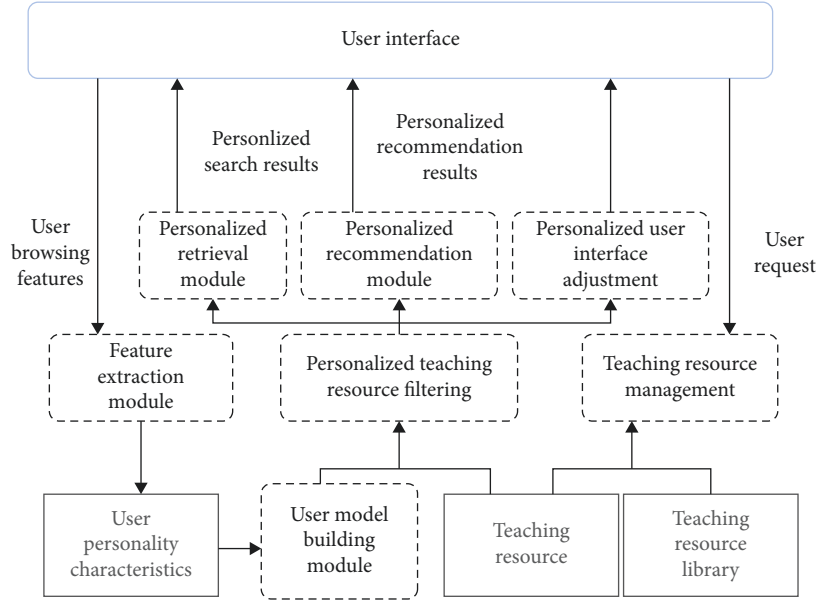 User interface
Personlized
search results
Personalized
recommendation
results
User
browsing
features
Personalized
retrieval
module
Personalized
recommendation
module
Personalized user
interface
adjustment
User
request
Feature
extraction
module
Personalized teaching
resource filtering
Teaching resource
management
User
personality
characteristics
User model
building
module
Teaching
resource
Teaching
resource
library